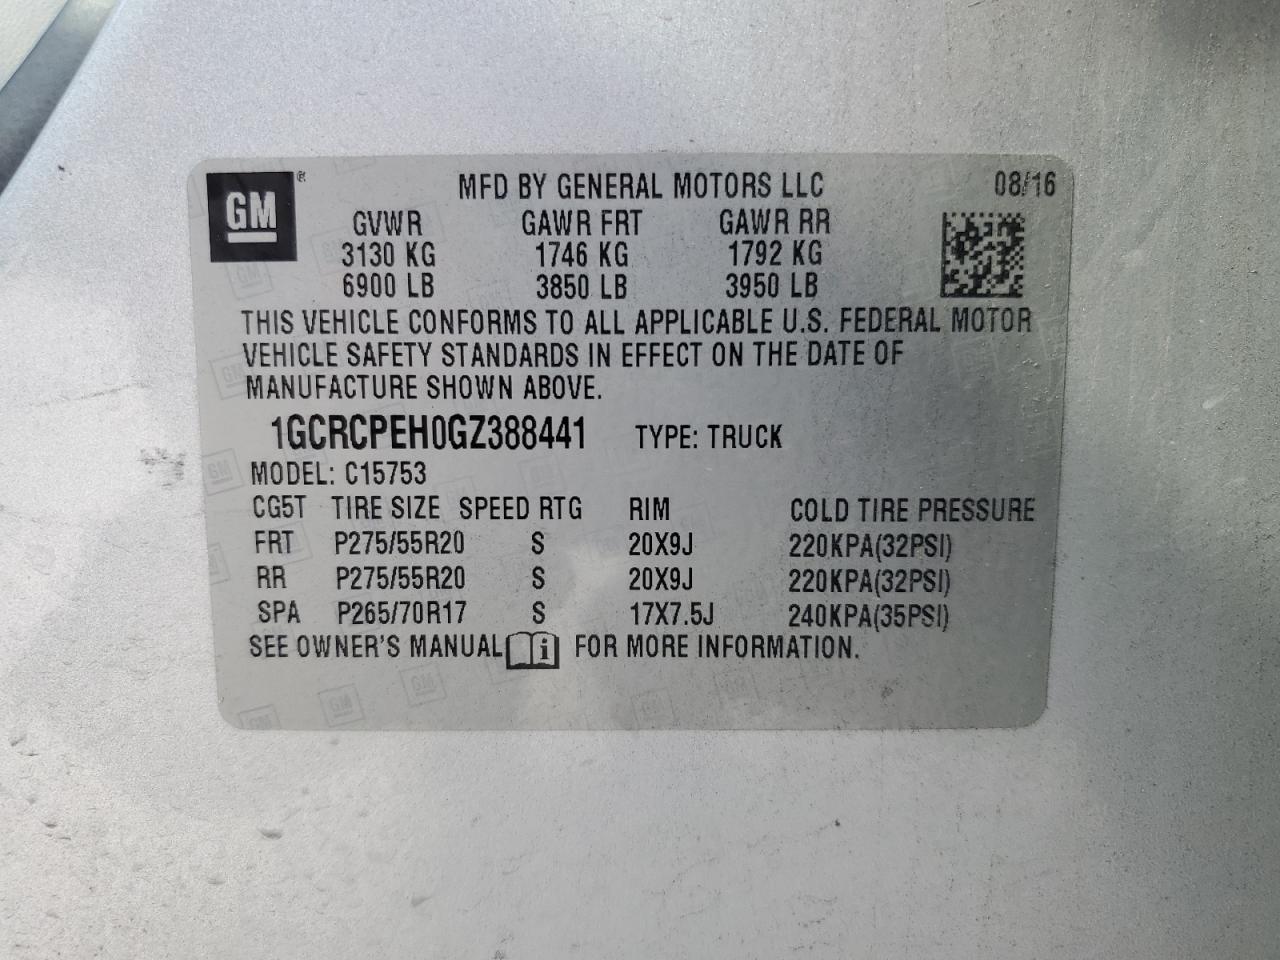 GM ® MFD BY GENERAL MOTORS LLC 08/16
GVWR GAWR FRT GAWR RR
3130 KG 1746 KG 1792 KG
6900 LB 3850 LB 3950 LB
THIS VEHICLE CONFORMS TO ALL APPLICABLE U.S. FEDERAL MOTOR
VEHICLE SAFETY STANDARDS IN EFFECT ON THE DATE OF
MANUFACTURE SHOWN ABOVE.
1GCRCPEH0GZ388441 TYPE: TRUCK
MODEL: C15753
CG5T TIRE SIZE SPEED RTG RIM COLD TIRE PRESSURE
FRT P275/55R20 S 20X9J 220KPA(32PSI)
RR P275/55R20 S 20X9J 220KPA(32PSI)
SPA P265/70R17 S 17X7.5J 240KPA(35PSI)
SEE OWNER'S MANUAL i FOR MORE INFORMATION.